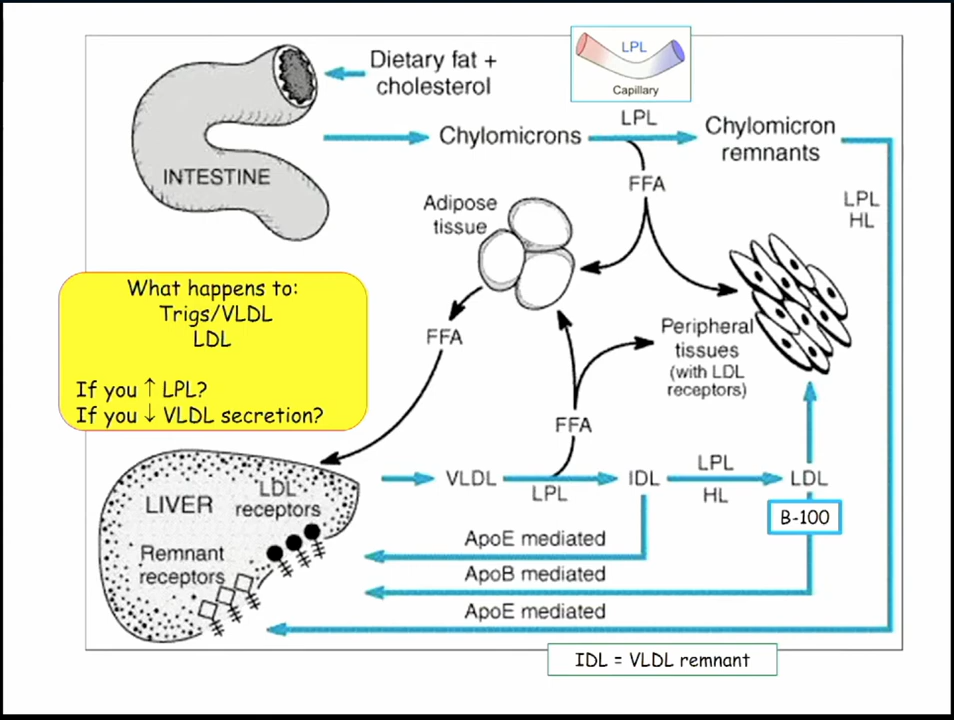 LPL
Capillary
Dietary fat +
cholesterol
INTESTINE
Chylomicrons
LPL
Chylomicron
remnants
FFA
LPL
HL
Adipose
tissue
What happens to:
Trigs/VLDL
LDL
If you ↑ LPL?
If you ↓ VLDL secretion?
FFA
Peripheral
tissues
(with LDL
receptors)
FFA
LIVER
LDL
receptors
Remnant
receptors
VLDL
LPL
IDL
LPL
HL
LDL
B-100
ApoE mediated
ApoB mediated
ApoE mediated
IDL = VLDL remnant